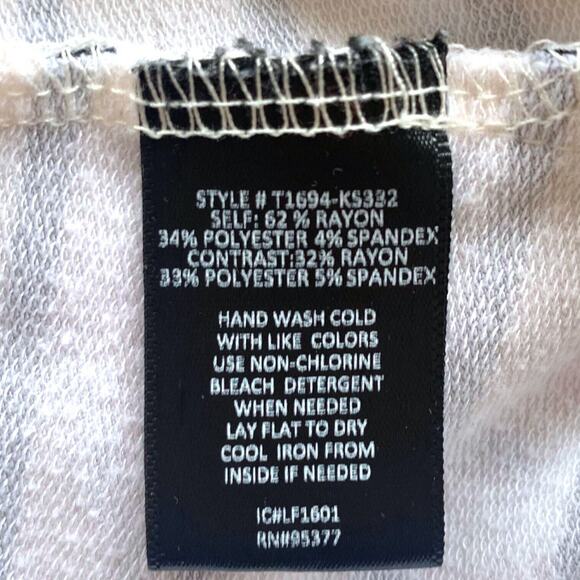 STYLE # T1694-KS332
SELF: 62 % RAYON
34% POLYESTER 4% SPANDEX
CONTRAST:32% RAYON
33% POLYESTER 5% SPANDEX
HAND WASH COLD
WITH LIKE COLORS
USE NON-CHLORINE
BLEACH DETERGENT
WHEN NEEDED
LAY FLAT TO DRY
COOL IRON FROM
INSIDE IF NEEDED
IC#LF1601
RN#95377